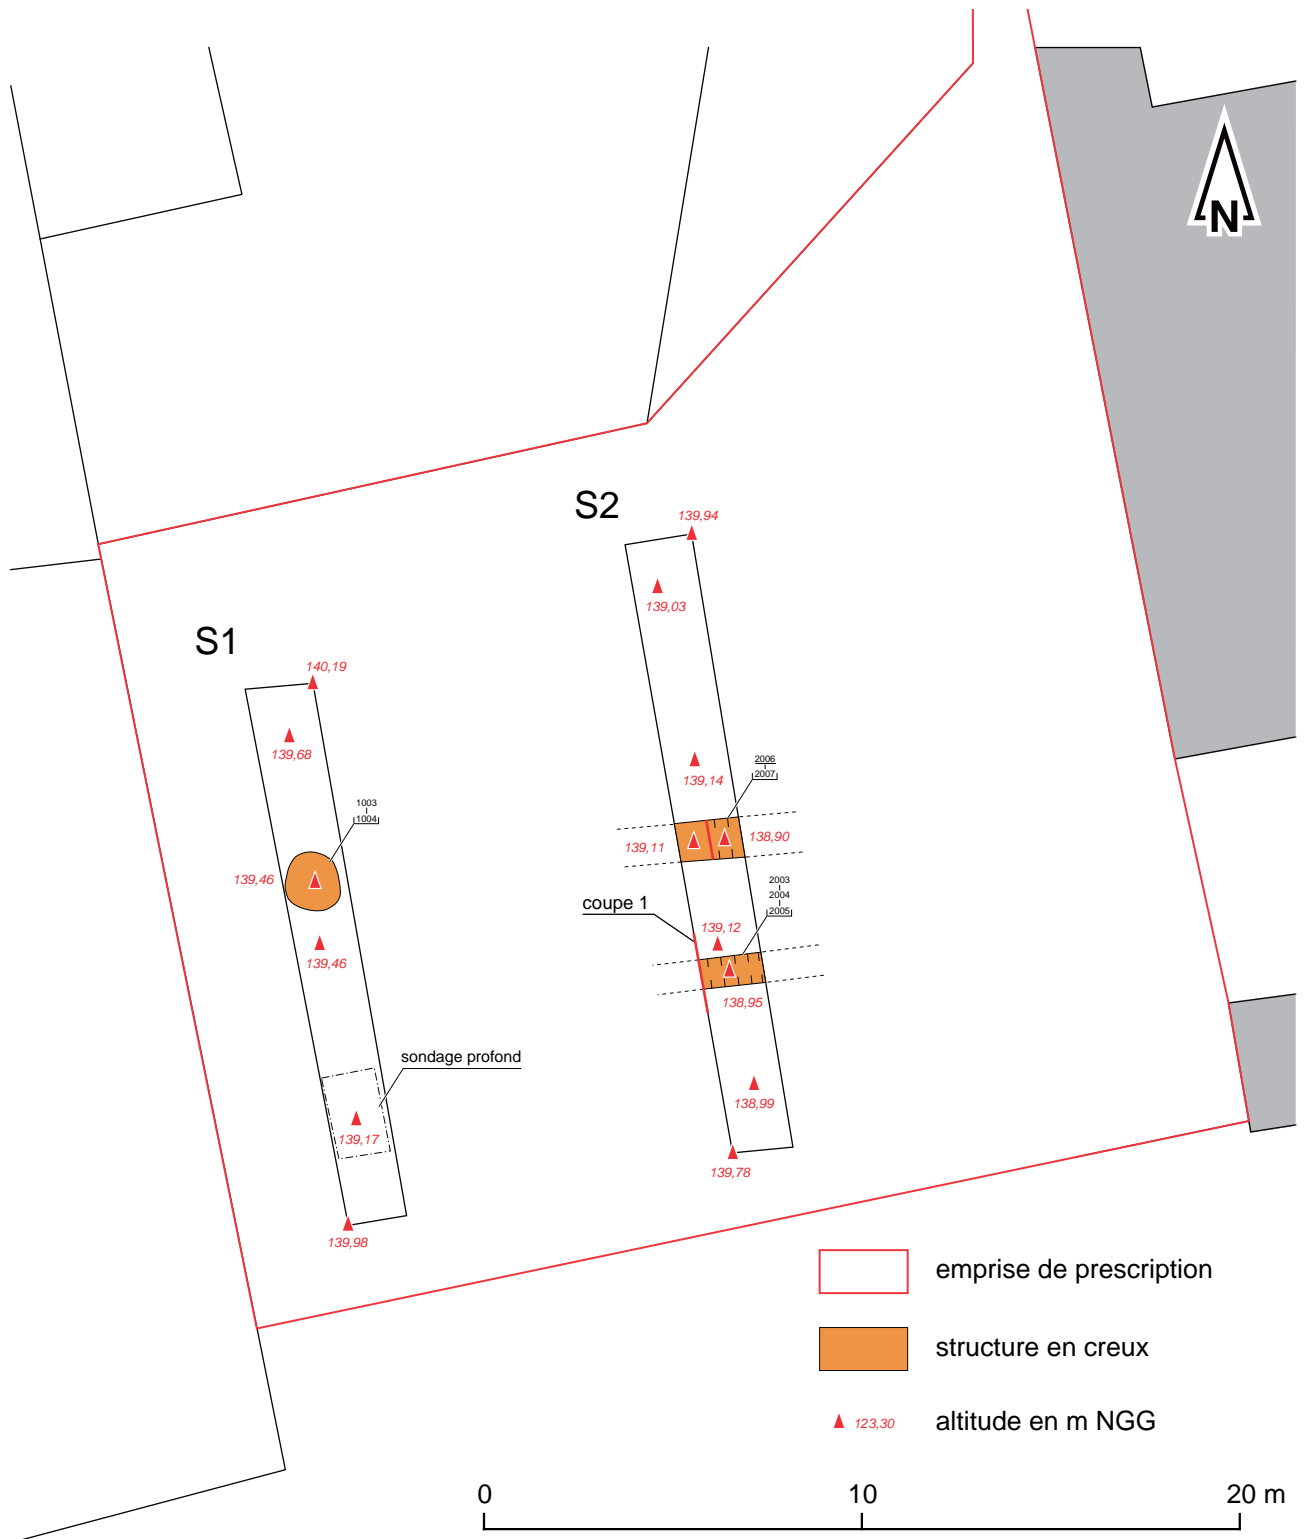 N
S2
139,94
139,03
S1
140,19
139,68
139,14
2006
2007
1003
1004
139,11
138,90
139,46
2003
2004
2005
coupe 1
139,12
139,46
138,95
sondage profond
138,99
139,17
139,78
139,98
emprise de prescription
structure en creux
123,30 altitude en m NGG
0 10 20 m